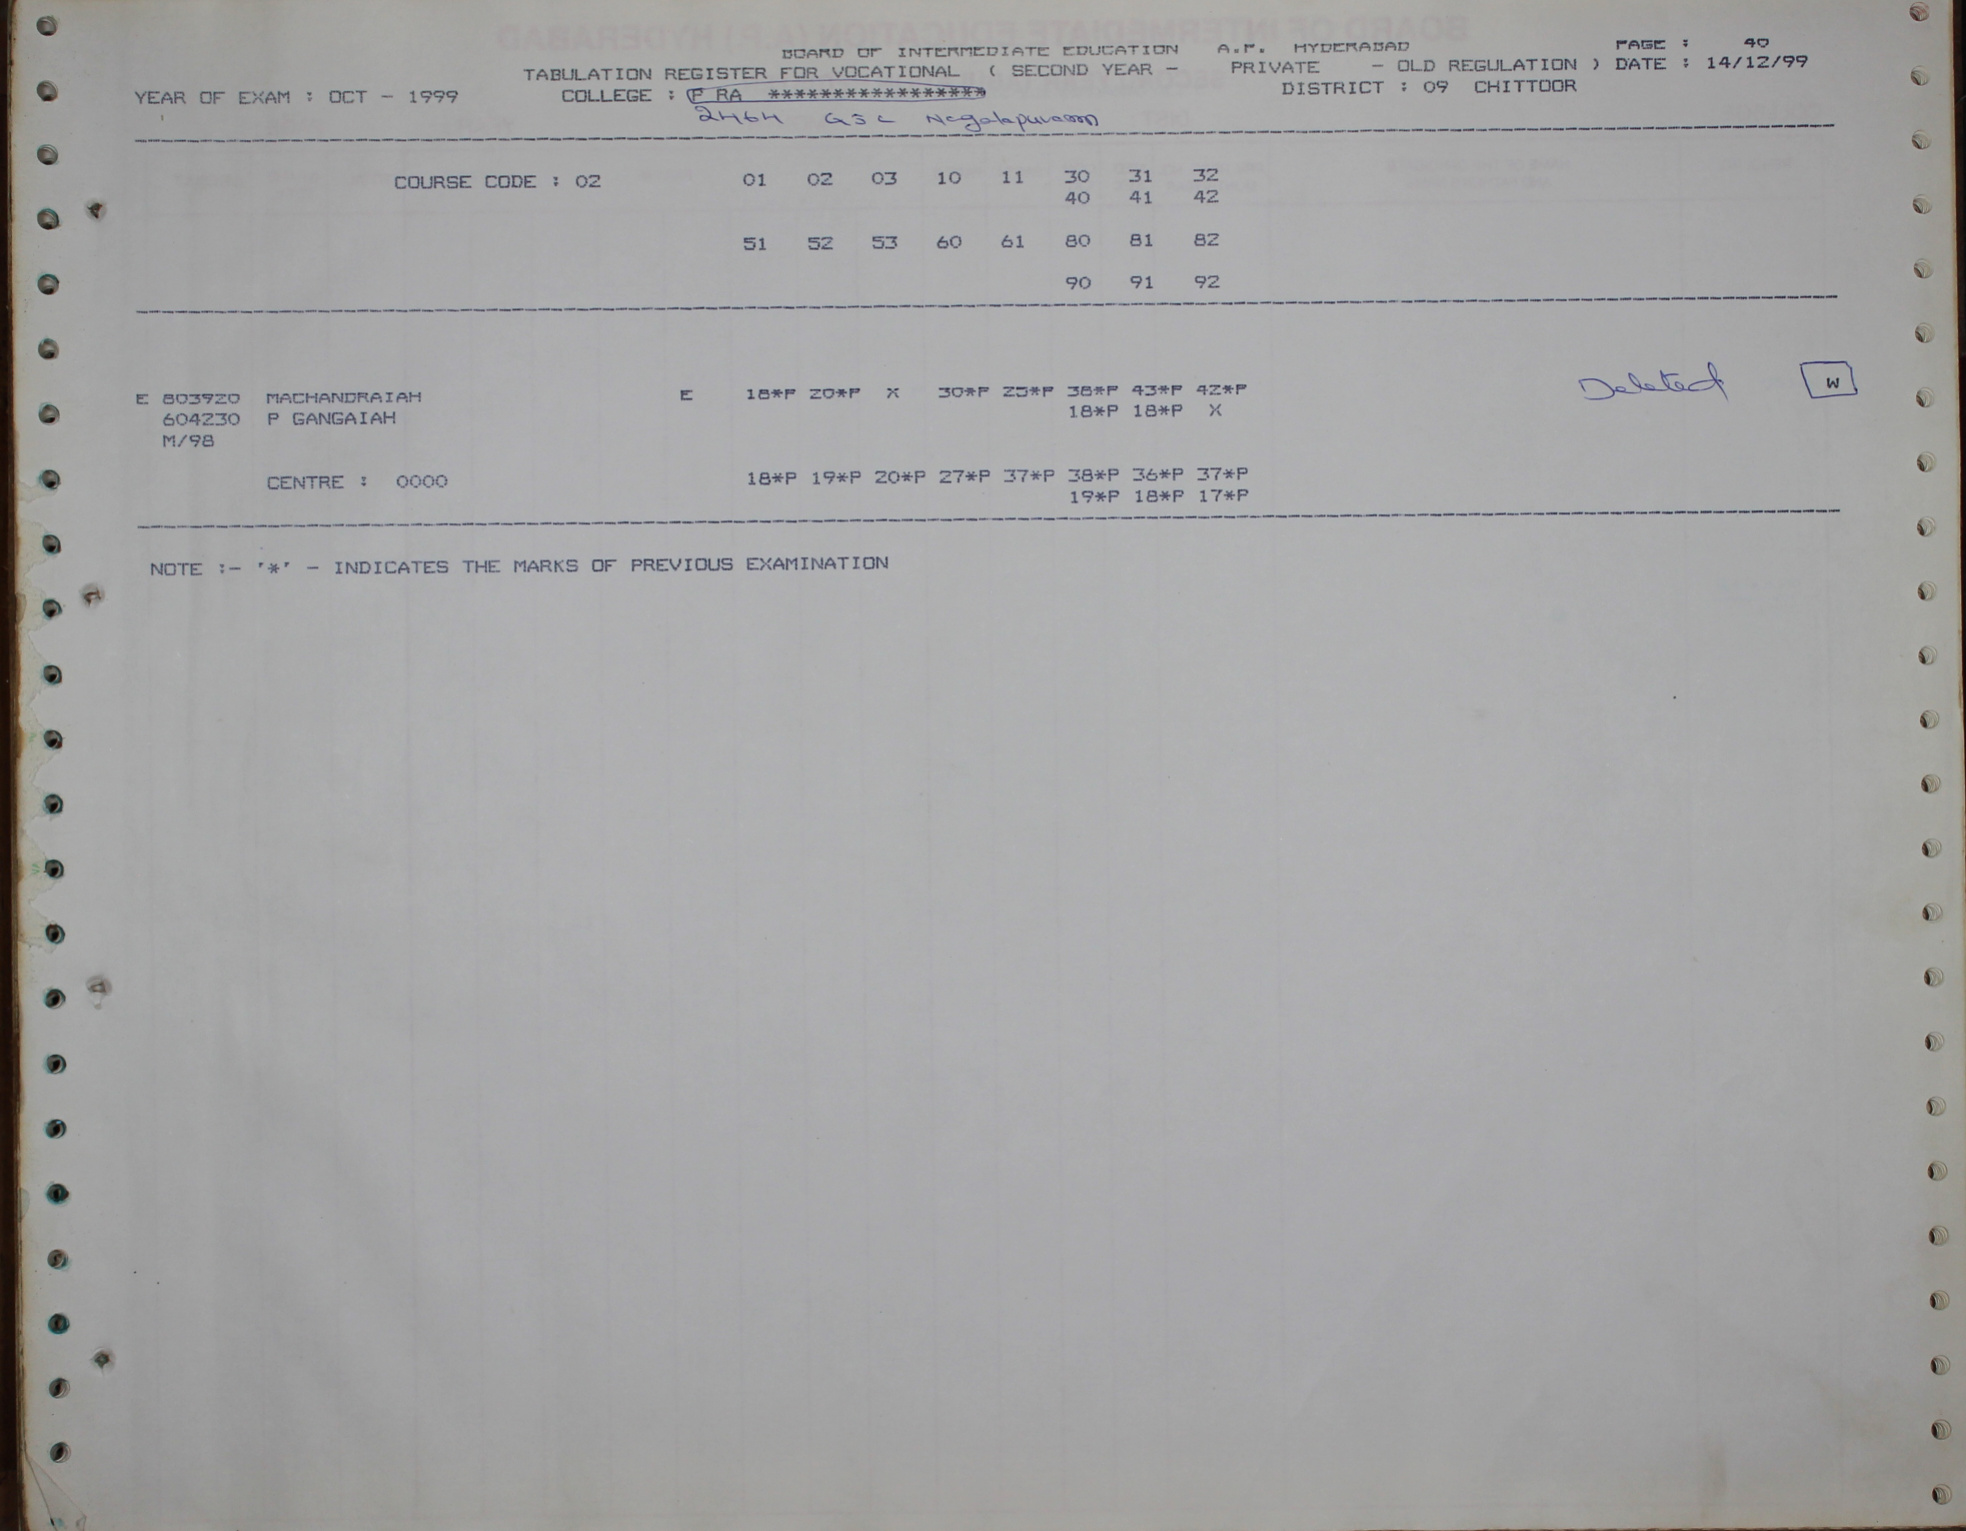 BOARD OF INTERMEDIATE EDUCATION A.P. HYDERABAD PAGE : 40
TABULATION REGISTER FOR VOCATIONAL ( SECOND YEAR - PRIVATE - OLD REGULATION ) DATE : 14/12/99
YEAR OF EXAM : OCT - 1999 COLLEGE : P RA ***************** DISTRICT : 09 CHITTOOR
2464 GJC Nagalapuram
COURSE CODE : 02 01 02 03 10 11 30 31 32
40 41 42
51 52 53 60 61 80 81 82
90 91 92
E 803920 MACHANDRAIAH E 18*P 20*P X 30*P 25*P 38*P 43*P 42*P Deleted W
604230 P GANGAIAH 18*P 18*P X
M/98
CENTRE : 0000 18*P 19*P 20*P 27*P 37*P 38*P 36*P 37*P
19*P 18*P 17*P
NOTE :- '*' - INDICATES THE MARKS OF PREVIOUS EXAMINATION